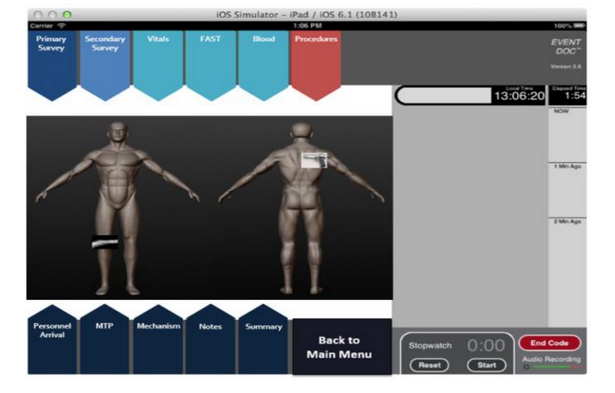 iOS Simulator – iPad / iOS 6.1 (10B141)
Carrier
1:06 PM
100%
Primary
Survey
Secondary
Survey
Vitals
FAST
Blood
Procedures
EVENT
DOC™
Version 3.6
Local Time
13:06:20
Elapsed Time
1:54
NOW
1 Min Ago
2 Min Ago
Personnel
Arrival
MTP
Mechanism
Notes
Summary
Back to
Main Menu
Stopwatch
0:00
End Code
Reset
Start
Audio Recording